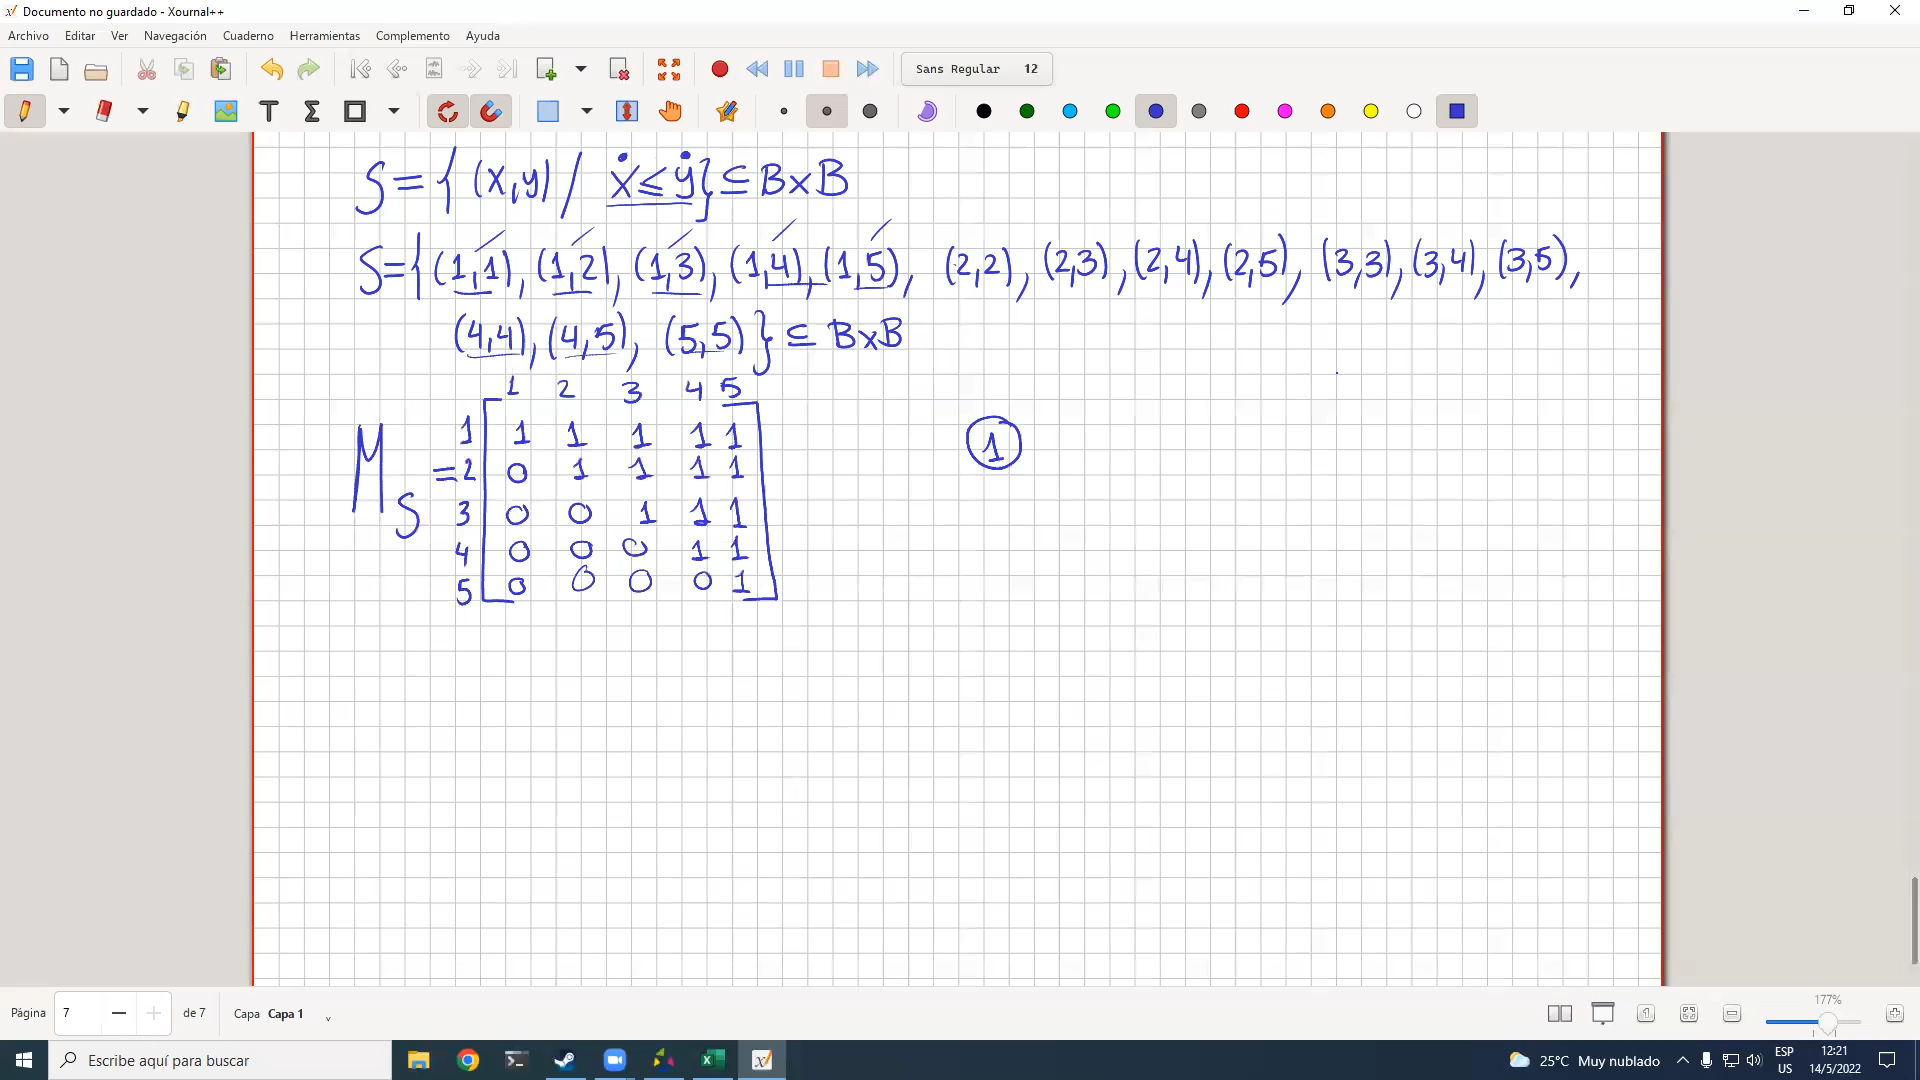 Documento no guardado - Xournal++
Archivo Editar Ver Navegación Cuaderno Herramientas Complemento Ayuda
Sans Regular 12
S={ (x,y) / x≤y} ⊆ B×B
S={(1,1), (1,2), (1,3), (1,4), (1,5), (2,2), (2,3), (2,4), (2,5), (3,3), (3,4), (3,5),
(4,4), (4,5), (5,5) } ⊆ B×B
1 2 3 4 5
1 1 1 1 1 1
M S = 2 0 1 1 1 1
3 0 0 1 1 1
4 0 0 0 1 1
5 0 0 0 0 1
1
Página 7 de 7 Capa Capa 1 177%
Escribe aquí para buscar
25°C Muy nublado ESP US 12:21 14/5/2022